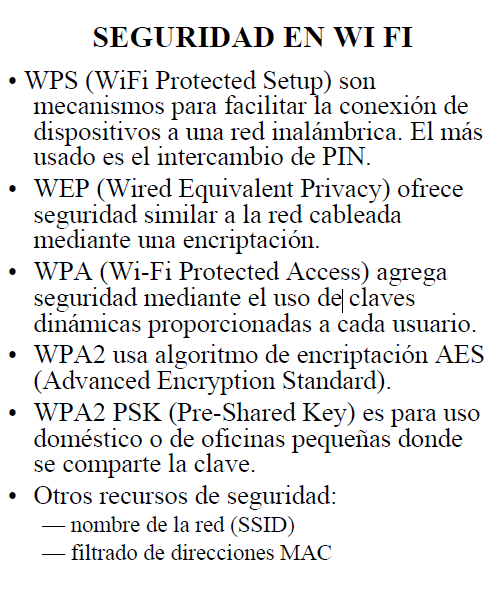 SEGURIDAD EN WI FI
• WPS (WiFi Protected Setup) son
mecanismos para facilitar la conexión de
dispositivos a una red inalámbrica. El más
usado es el intercambio de PIN.
• WEP (Wired Equivalent Privacy) ofrece
seguridad similar a la red cableada
mediante una encriptación.
• WPA (Wi-Fi Protected Access) agrega
seguridad mediante el uso de claves
dinámicas proporcionadas a cada usuario.
• WPA2 usa algoritmo de encriptación AES
(Advanced Encryption Standard).
• WPA2 PSK (Pre-Shared Key) es para uso
doméstico o de oficinas pequeñas donde
se comparte la clave.
• Otros recursos de seguridad:
— nombre de la red (SSID)
— filtrado de direcciones MAC